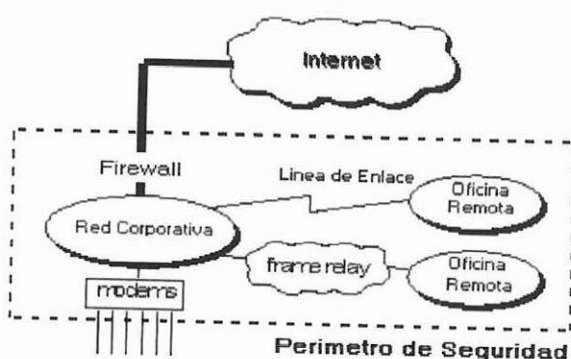 Internet
Firewall
Linea de Enlace
Oficina
Remota
Red Corporativa
frame relay
Oficina
Remota
modems
Perimetro de Seguridad